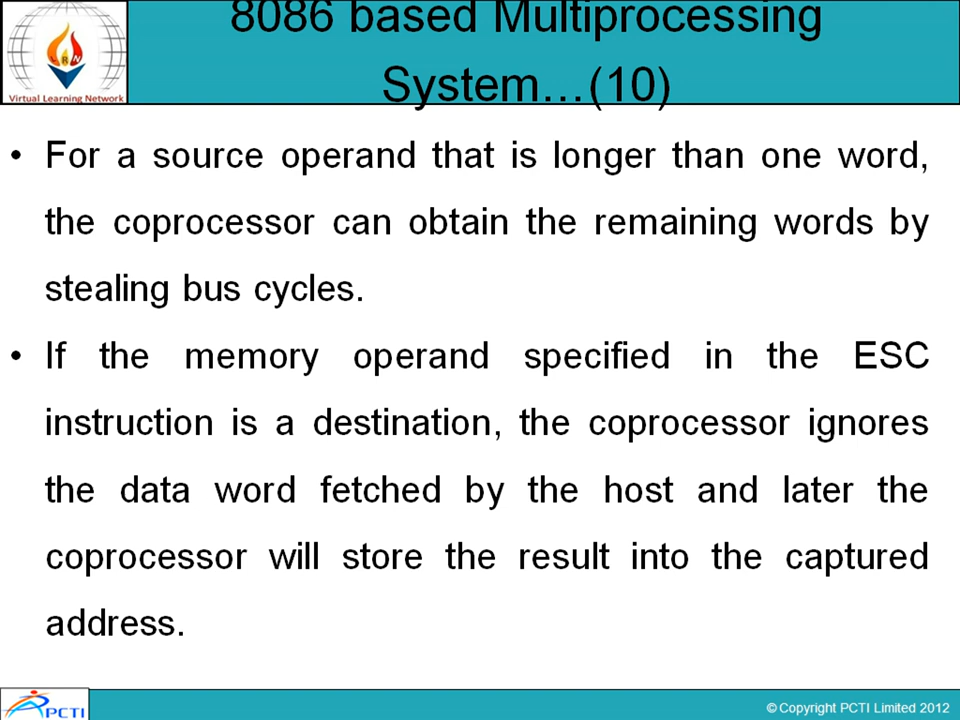 8086 based Multiprocessing
System…(10)
Virtual Learning Network
• For a source operand that is longer than one word,
the coprocessor can obtain the remaining words by
stealing bus cycles.
• If the memory operand specified in the ESC
instruction is a destination, the coprocessor ignores
the data word fetched by the host and later the
coprocessor will store the result into the captured
address.
PCTI
© Copyright PCTI Limited 2012